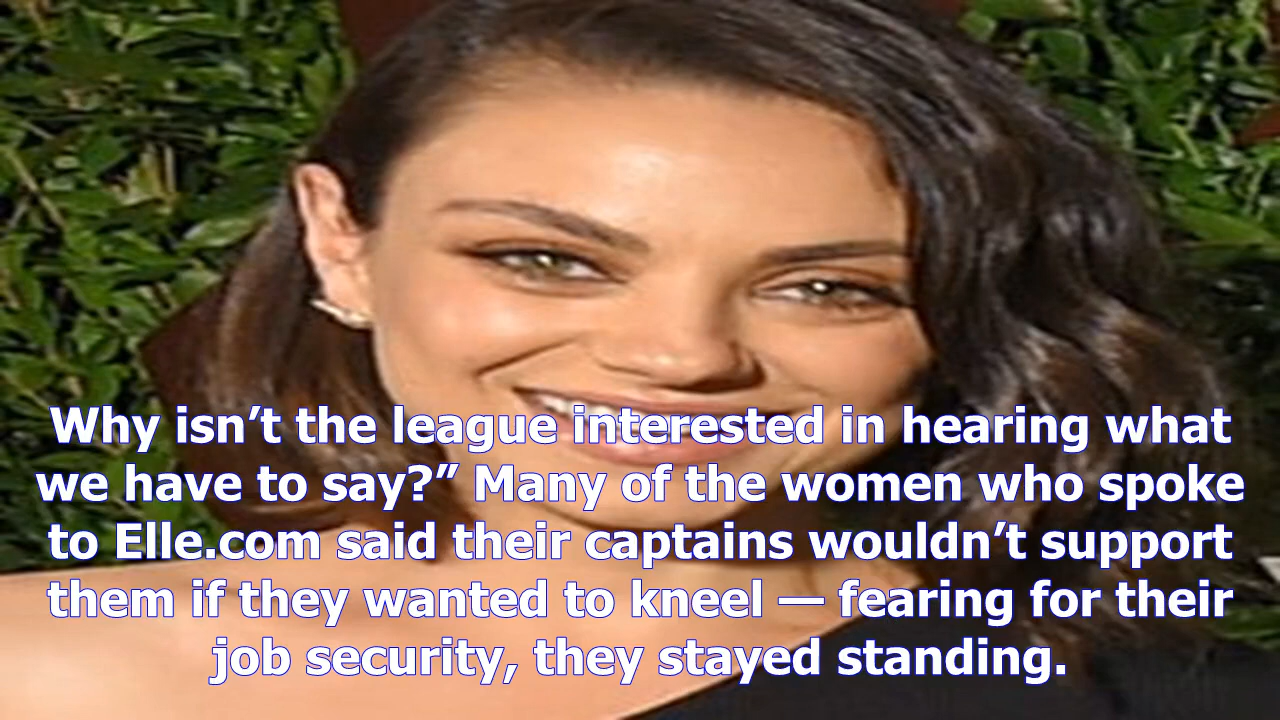 Why isn’t the league interested in hearing what
we have to say?” Many of the women who spoke
to Elle.com said their captains wouldn’t support
them if they wanted to kneel — fearing for their
job security, they stayed standing.